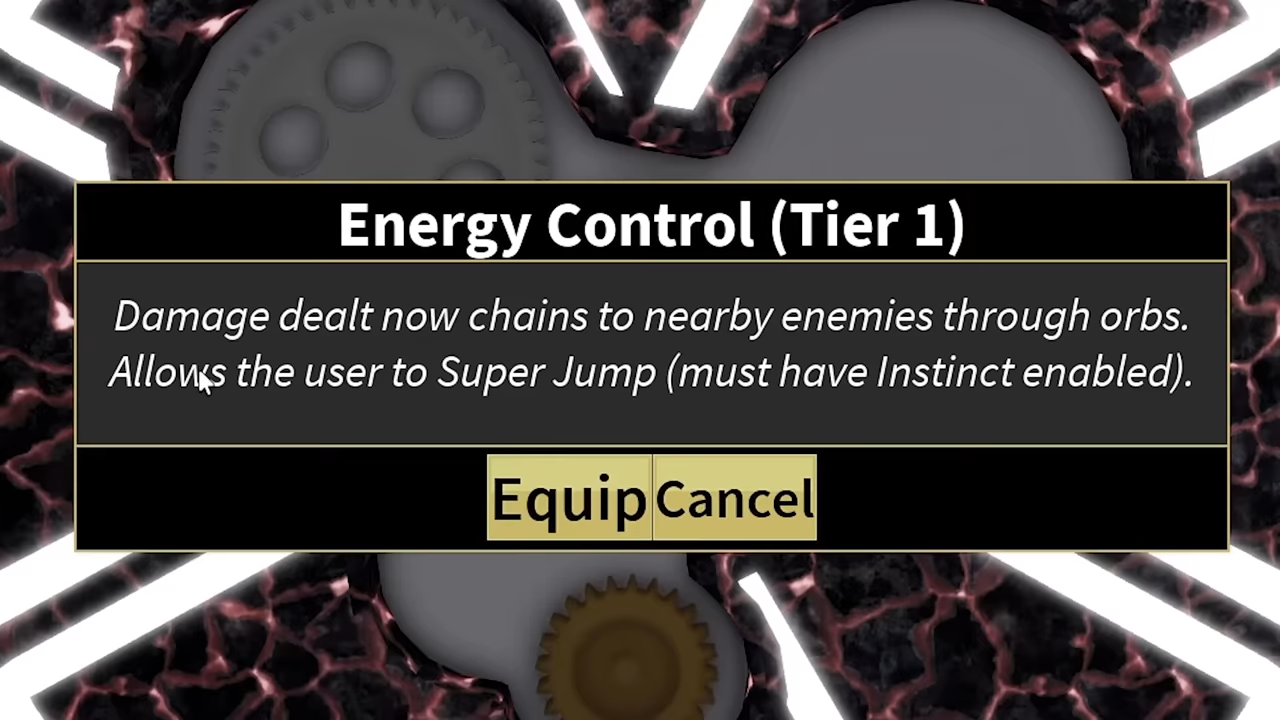 Energy Control (Tier 1)
Damage dealt now chains to nearby enemies through orbs.
Allows the user to Super Jump (must have Instinct enabled).
Equip Cancel